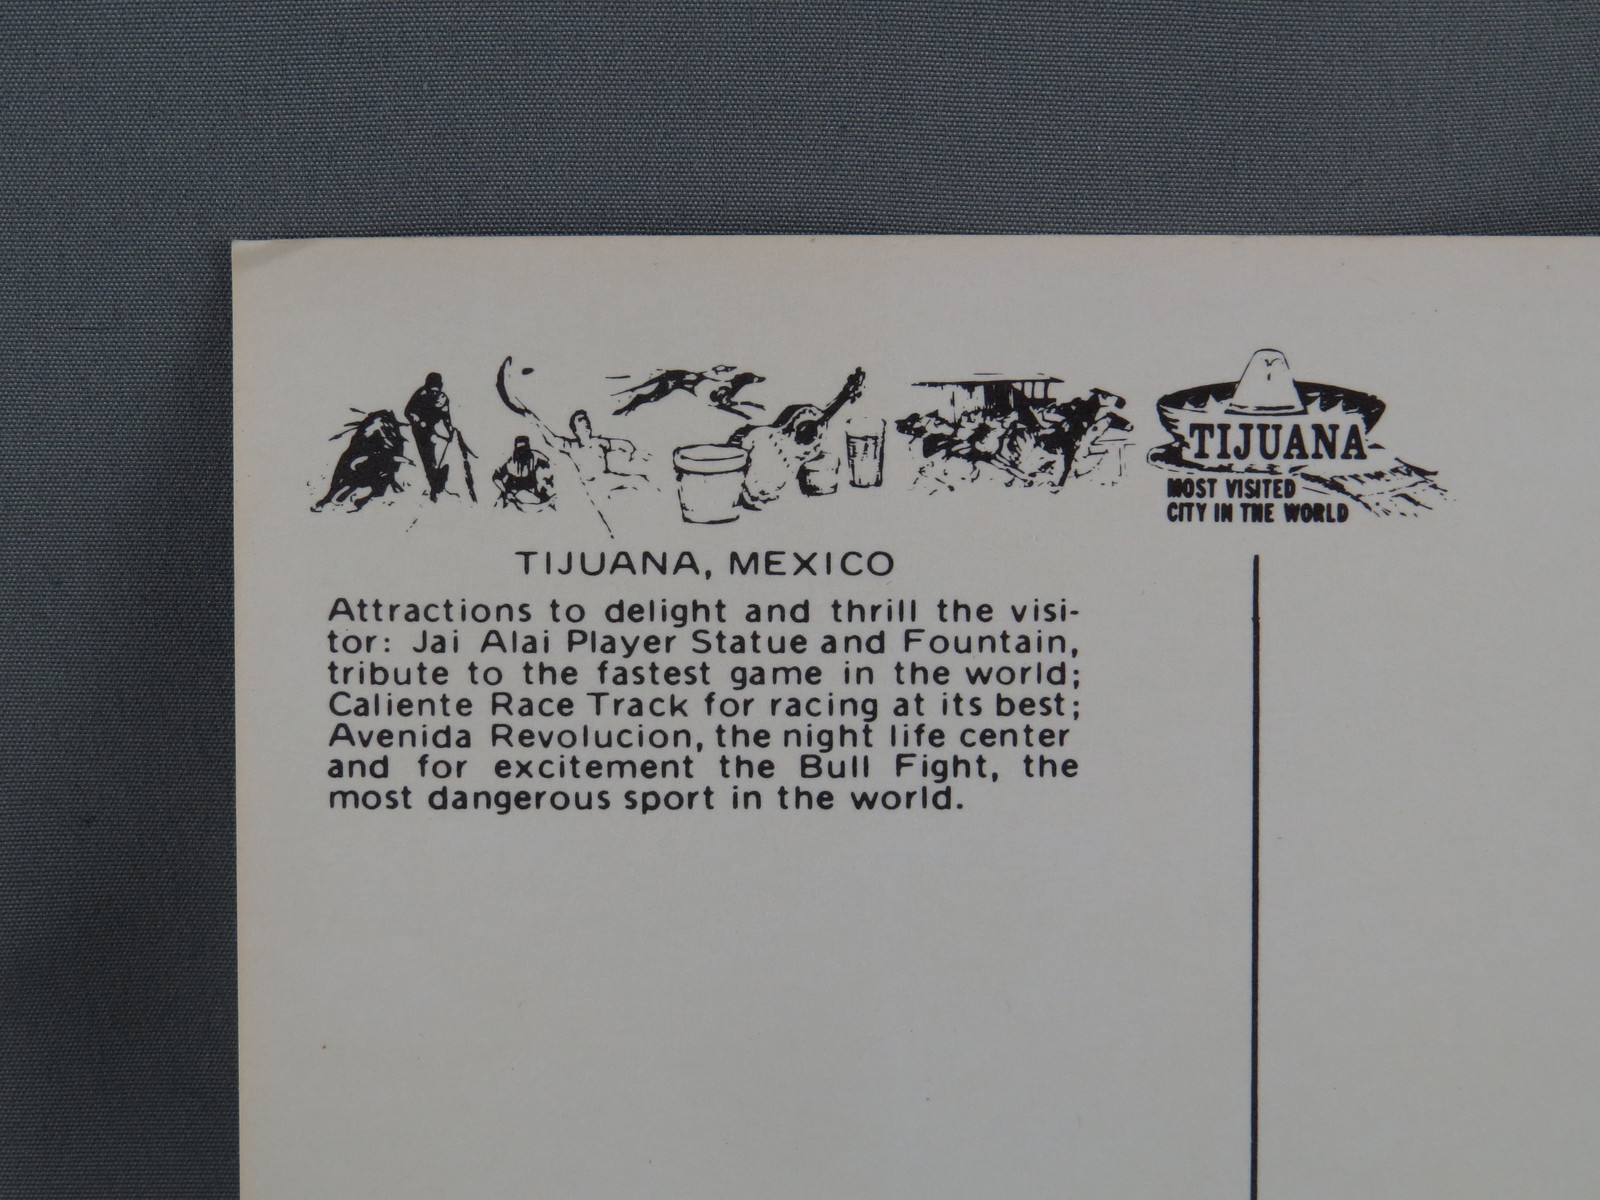 TIJUANA
MOST VISITED
CITY IN THE WORLD
TIJUANA, MEXICO
Attractions to delight and thrill the visi-
tor: Jai Alai Player Statue and Fountain,
tribute to the fastest game in the world;
Caliente Race Track for racing at its best;
Avenida Revolucion, the night life center
and for excitement the Bull Fight, the
most dangerous sport in the world.